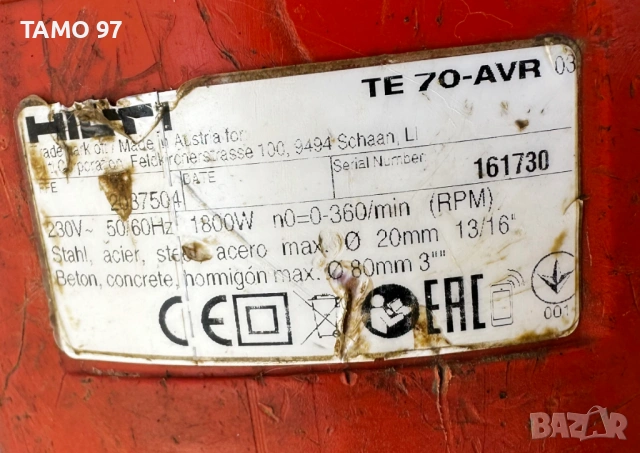 TAMO 97
HILTI
TE 70-AVR 03
Made in Austria for
Feldkircherstrasse 100, 9494 Schaan, LI
DATE
Serial Number
161730
230V~ 50/60Hz 1800W n0=0-360/min (RPM)
Stahl, acier, steel, acero max. Ø 20mm 13/16"
Beton, concrete, hormigón max. Ø 80mm 3""
CE
EAC
001
BAZAR